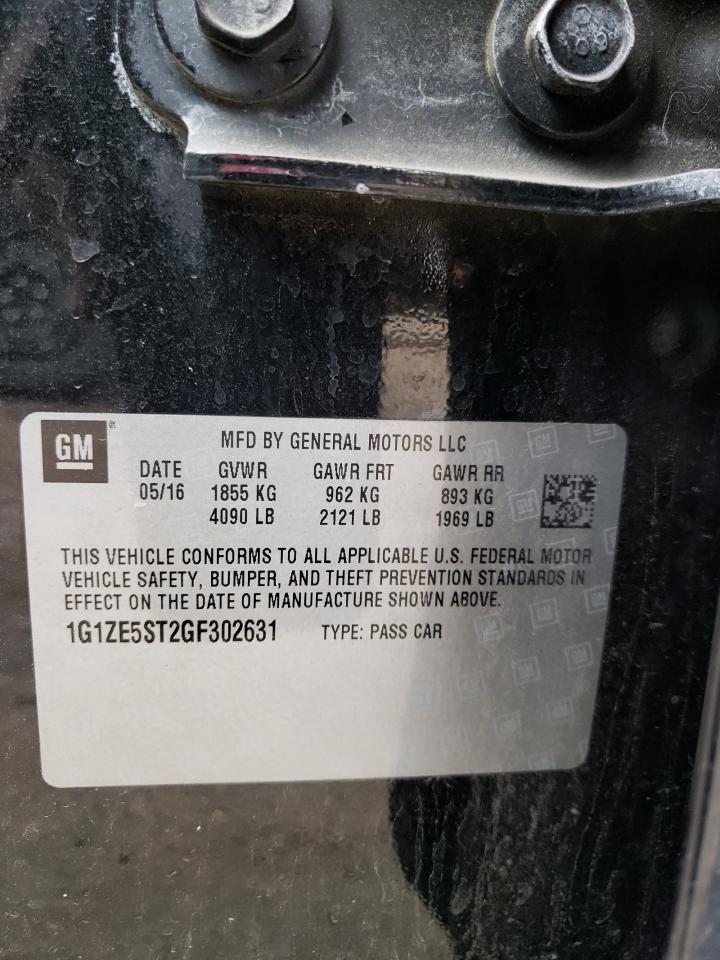 GM
MFD BY GENERAL MOTORS LLC
DATE GVWR GAWR FRT GAWR RR
05/16 1855 KG 962 KG 893 KG
4090 LB 2121 LB 1969 LB
THIS VEHICLE CONFORMS TO ALL APPLICABLE U.S. FEDERAL MOTOR
VEHICLE SAFETY, BUMPER, AND THEFT PREVENTION STANDARDS IN
EFFECT ON THE DATE OF MANUFACTURE SHOWN ABOVE.
1G1ZE5ST2GF302631 TYPE: PASS CAR